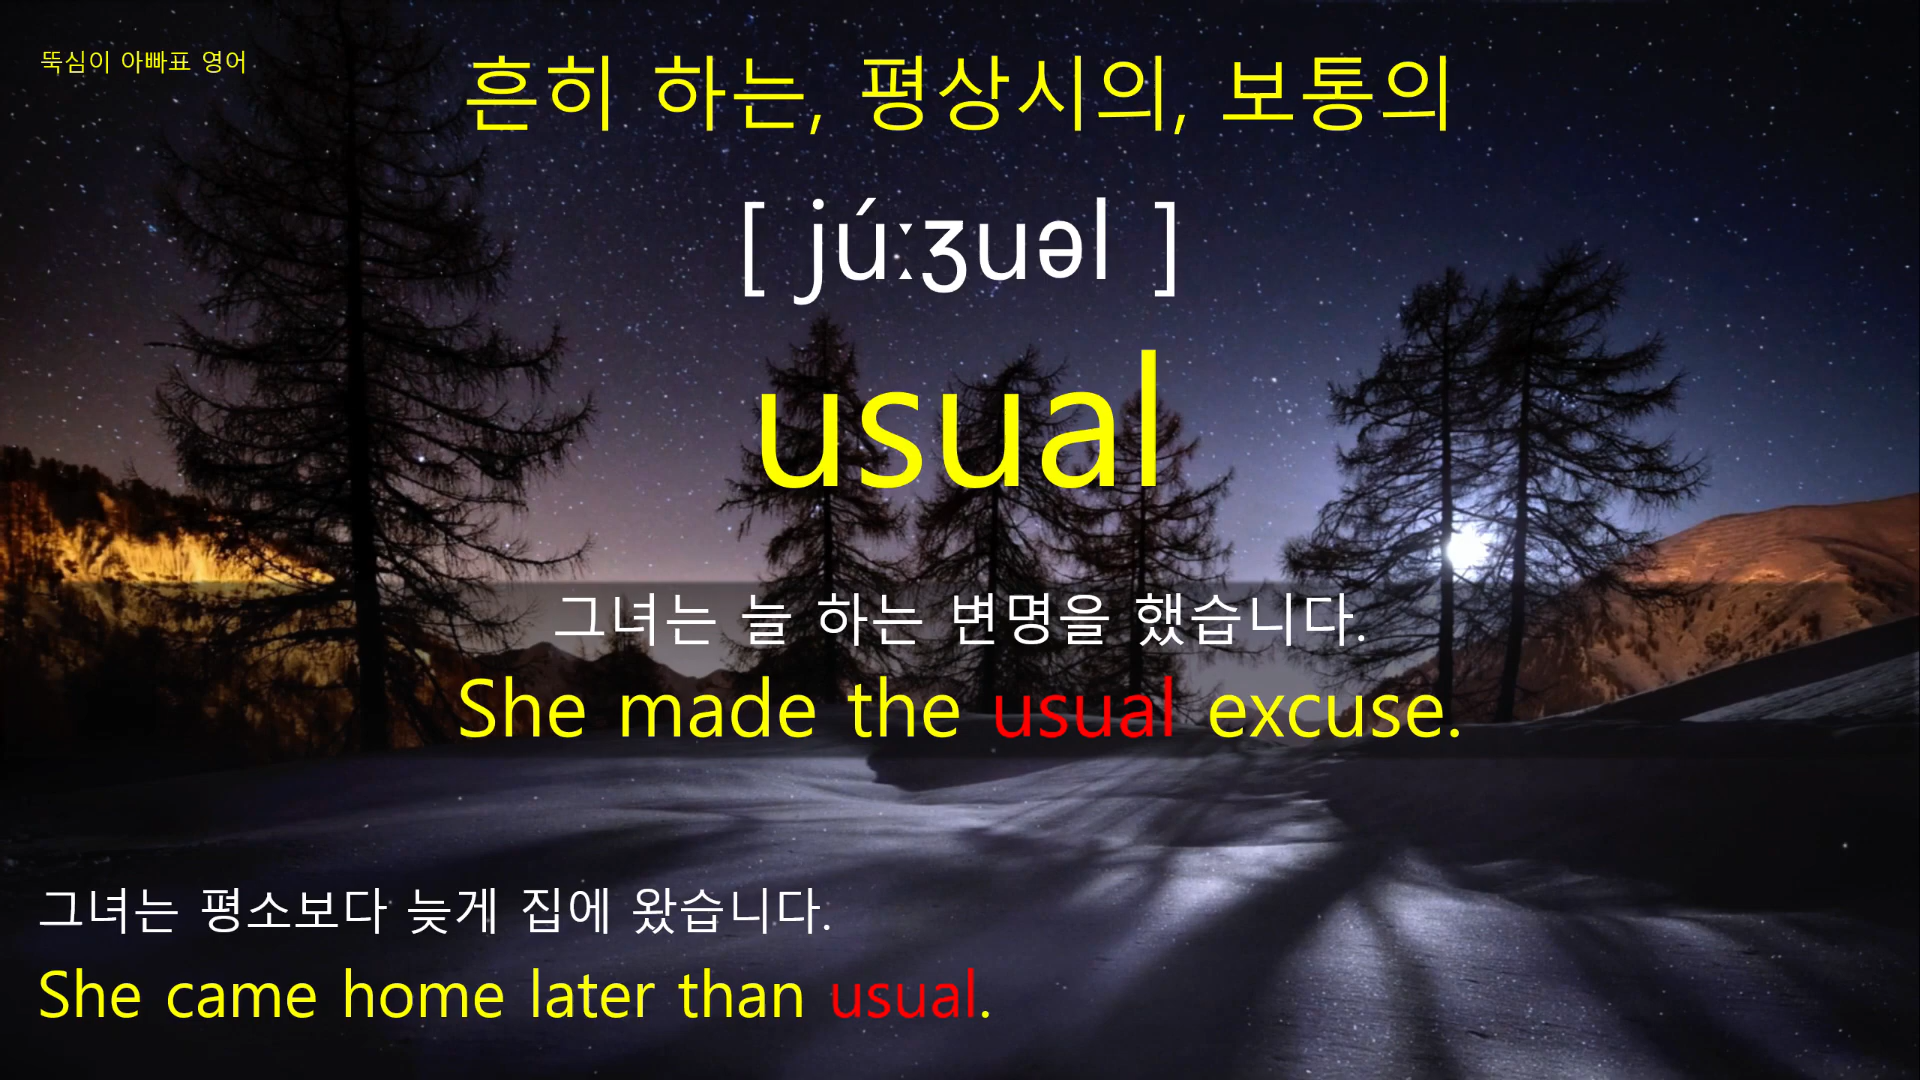 뚝심이 아빠표 영어
흔히 하는, 평상시의, 보통의
[ júːʒuəl ]
usual
그녀는 늘 하는 변명을 했습니다.
She made the usual excuse.
그녀는 평소보다 늦게 집에 왔습니다.
She came home later than usual.